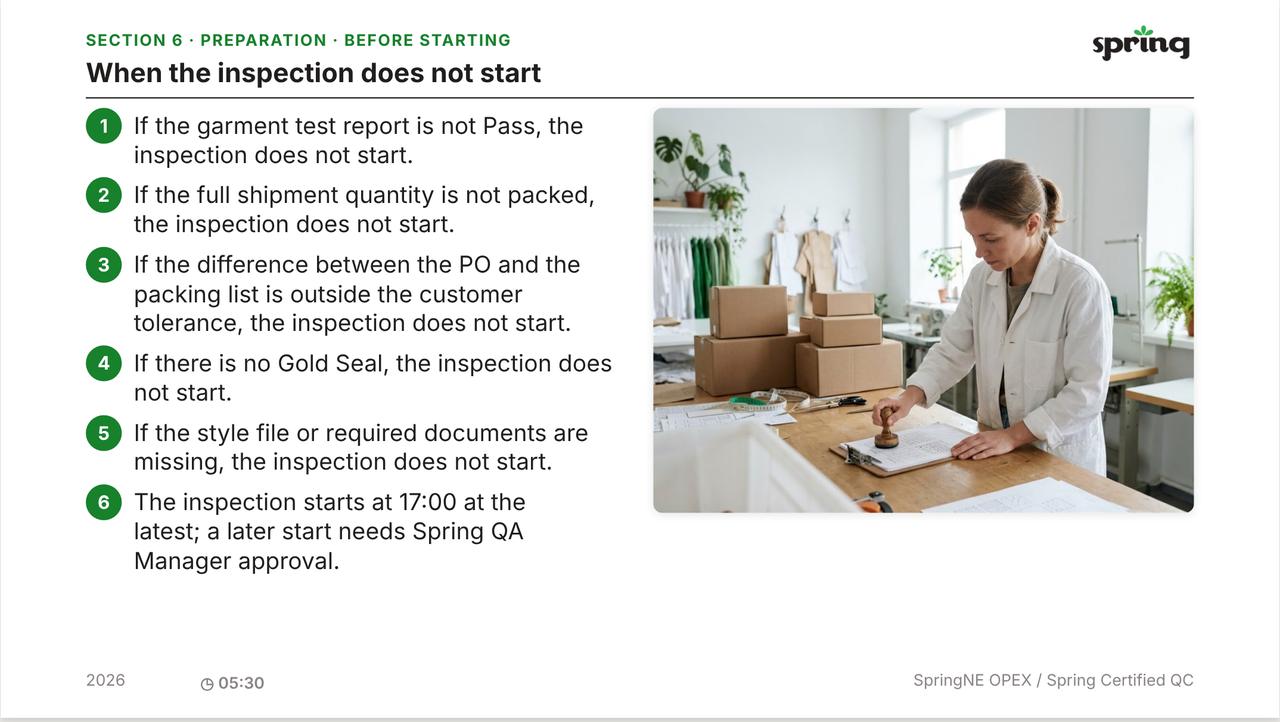 SECTION 6 · PREPARATION · BEFORE STARTING
spring
When the inspection does not start
1 If the garment test report is not Pass, the
inspection does not start.
2 If the full shipment quantity is not packed,
the inspection does not start.
3 If the difference between the PO and the
packing list is outside the customer
tolerance, the inspection does not start.
4 If there is no Gold Seal, the inspection does
not start.
5 If the style file or required documents are
missing, the inspection does not start.
6 The inspection starts at 17:00 at the
latest; a later start needs Spring QA
Manager approval.
2026
05:30
SpringNE OPEX / Spring Certified QC